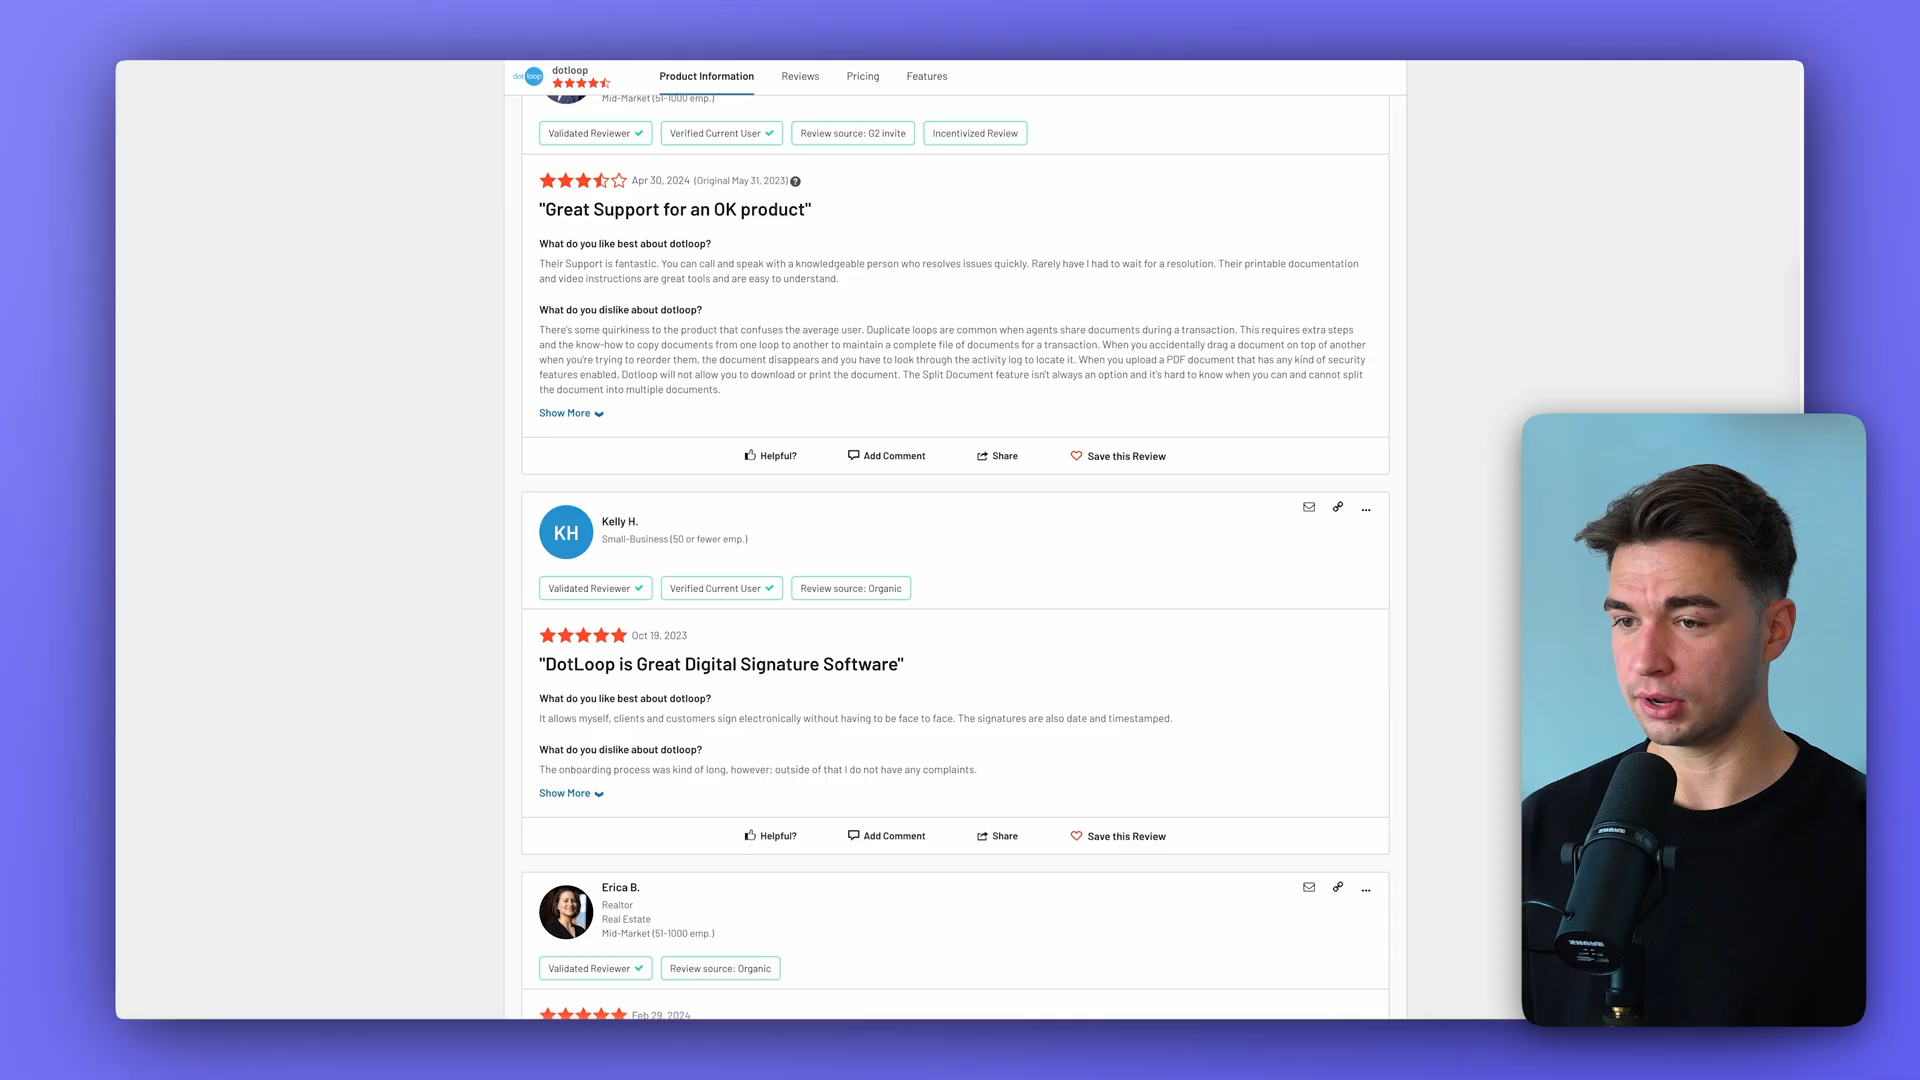 dotloop
dotloop
Product Information
Reviews
Pricing
Features
Mid-Market (51-1000 emp.)
Validated Reviewer
Verified Current User
Review source: G2 invite
Incentivized Review
Apr 30, 2024 (Original May 31, 2023) ?
"Great Support for an OK product"
What do you like best about dotloop?
Their Support is fantastic. You can call and speak with a knowledgeable person who resolves issues quickly. Rarely have I had to wait for a resolution. Their printable documentation
and video instructions are great tools and are easy to understand.
What do you dislike about dotloop?
There's some quirkiness to the product that confuses the average user. Duplicate loops are common when agents share documents during a transaction. This requires extra steps
and the know-how to copy documents from one loop to another to maintain a complete file of documents for a transaction. When you accidentally drag a document on top of another
when you're trying to reorder them, the document disappears and you have to look through the activity log to locate it. When you upload a PDF document that has any kind of security
features enabled, Dotloop will not allow you to download or print the document. The Split Document feature isn't always an option and it's hard to know when you can and cannot split
the document into multiple documents.
Show More
Helpful?
Add Comment
Share
Save this Review
KH
Kelly H.
Small-Business (50 or fewer emp.)
Validated Reviewer
Verified Current User
Review source: Organic
Oct 19, 2023
"DotLoop is Great Digital Signature Software"
What do you like best about dotloop?
It allows myself, clients and customers sign electronically without having to be face to face. The signatures are also date and timestamped.
What do you dislike about dotloop?
The onboarding process was kind of long, however; outside of that I do not have any complaints.
Show More
Helpful?
Add Comment
Share
Save this Review
Erica B.
Realtor
Real Estate
Mid-Market (51-1000 emp.)
Validated Reviewer
Review source: Organic
Feb 29, 2024
SHURE
SHURE